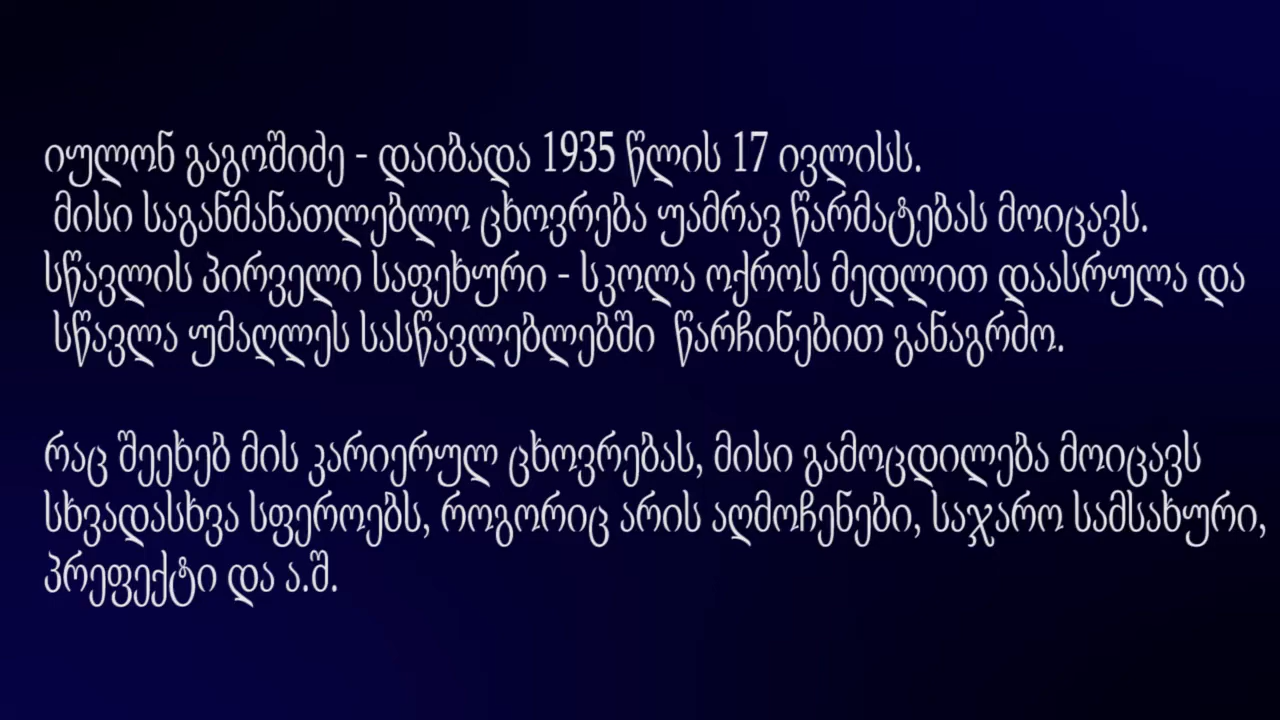 იულონ გაგოშიძე - დაიბადა 1935 წლის 17 ივლისს.
მისი საგანმანათლებლო ცხოვრება უამრავ წარმატებას მოიცავს.
სწავლის პირველი საფეხური - სკოლა ოქროს მედლით დაასრულა და
სწავლა უმაღლეს სასწავლებლებში წარჩინებით განაგრძო.
რაც შეეხებ მის კარიერულ ცხოვრებას, მისი გამოცდილება მოიცავს
სხვადასხვა სფეროებს, როგორიც არის აღმოჩენები, საჯარო სამსახური,
პრეფექტი და ა.შ.